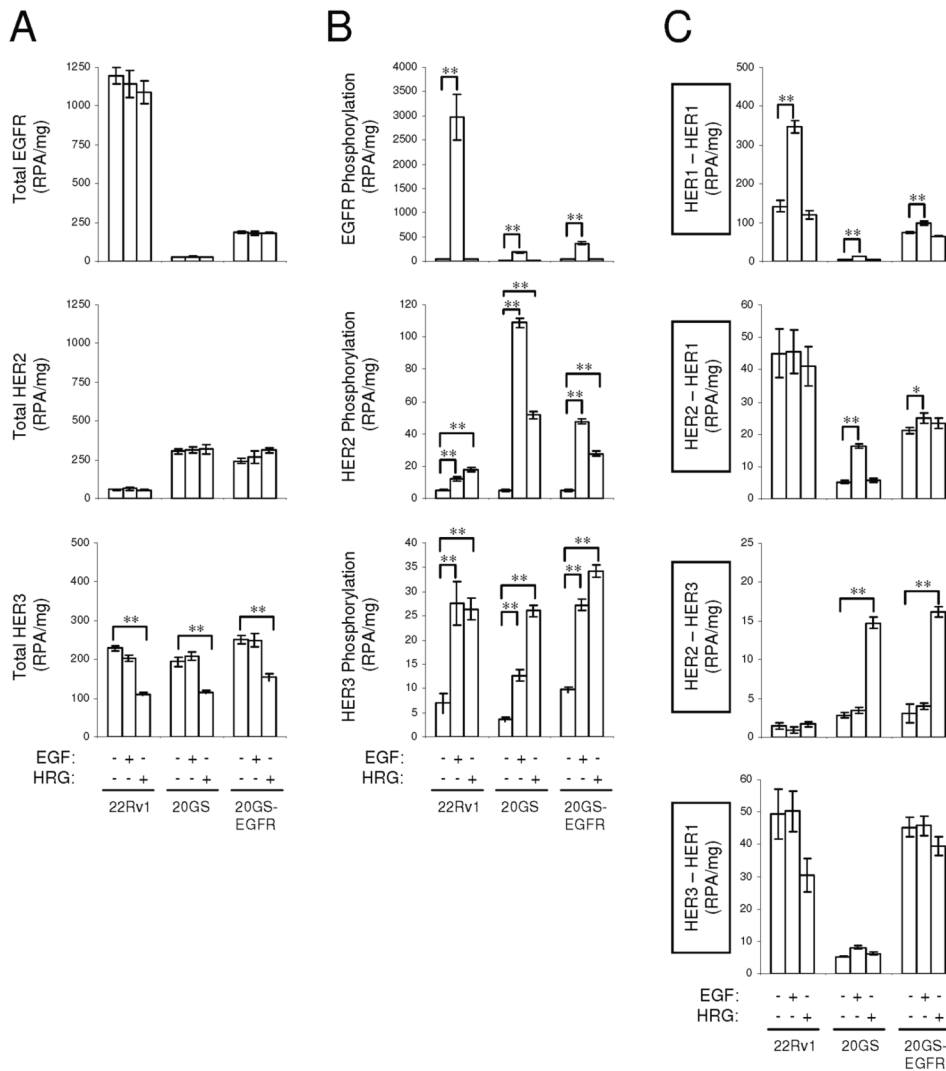 A
Total EGFR
(RPA/mg)
1250
1000
750
500
250
0
Total HER2
(RPA/mg)
1250
1000
750
500
250
0
Total HER3
(RPA/mg)
500
400
300
200
100
0
**
**
**
EGF: - + - - + - - + -
HRG: - - + - - + - - +
22Rv1 20GS 20GS-
EGFR
B
EGFR Phosphorylation
(RPA/mg)
4000
3500
3000
2500
2000
1500
1000
500
0
**
**
**
HER2 Phosphorylation
(RPA/mg)
120
100
80
60
40
20
0
**
**
**
**
**
**
HER3 Phosphorylation
(RPA/mg)
40
35
30
25
20
15
10
5
0
**
**
**
**
**
**
EGF: - + - - + - - + -
HRG: - - + - - + - - +
22Rv1 20GS 20GS-
EGFR
C
HER1 – HER1
(RPA/mg)
500
400
300
200
100
0
**
**
**
HER2 – HER1
(RPA/mg)
60
50
40
30
20
10
0
**
*
HER2 – HER3
(RPA/mg)
25
20
15
10
5
0
**
**
HER3 – HER1
(RPA/mg)
60
50
40
30
20
10
0
EGF: - + - - + - - + -
HRG: - - + - - + - - +
22Rv1 20GS 20GS-
EGFR